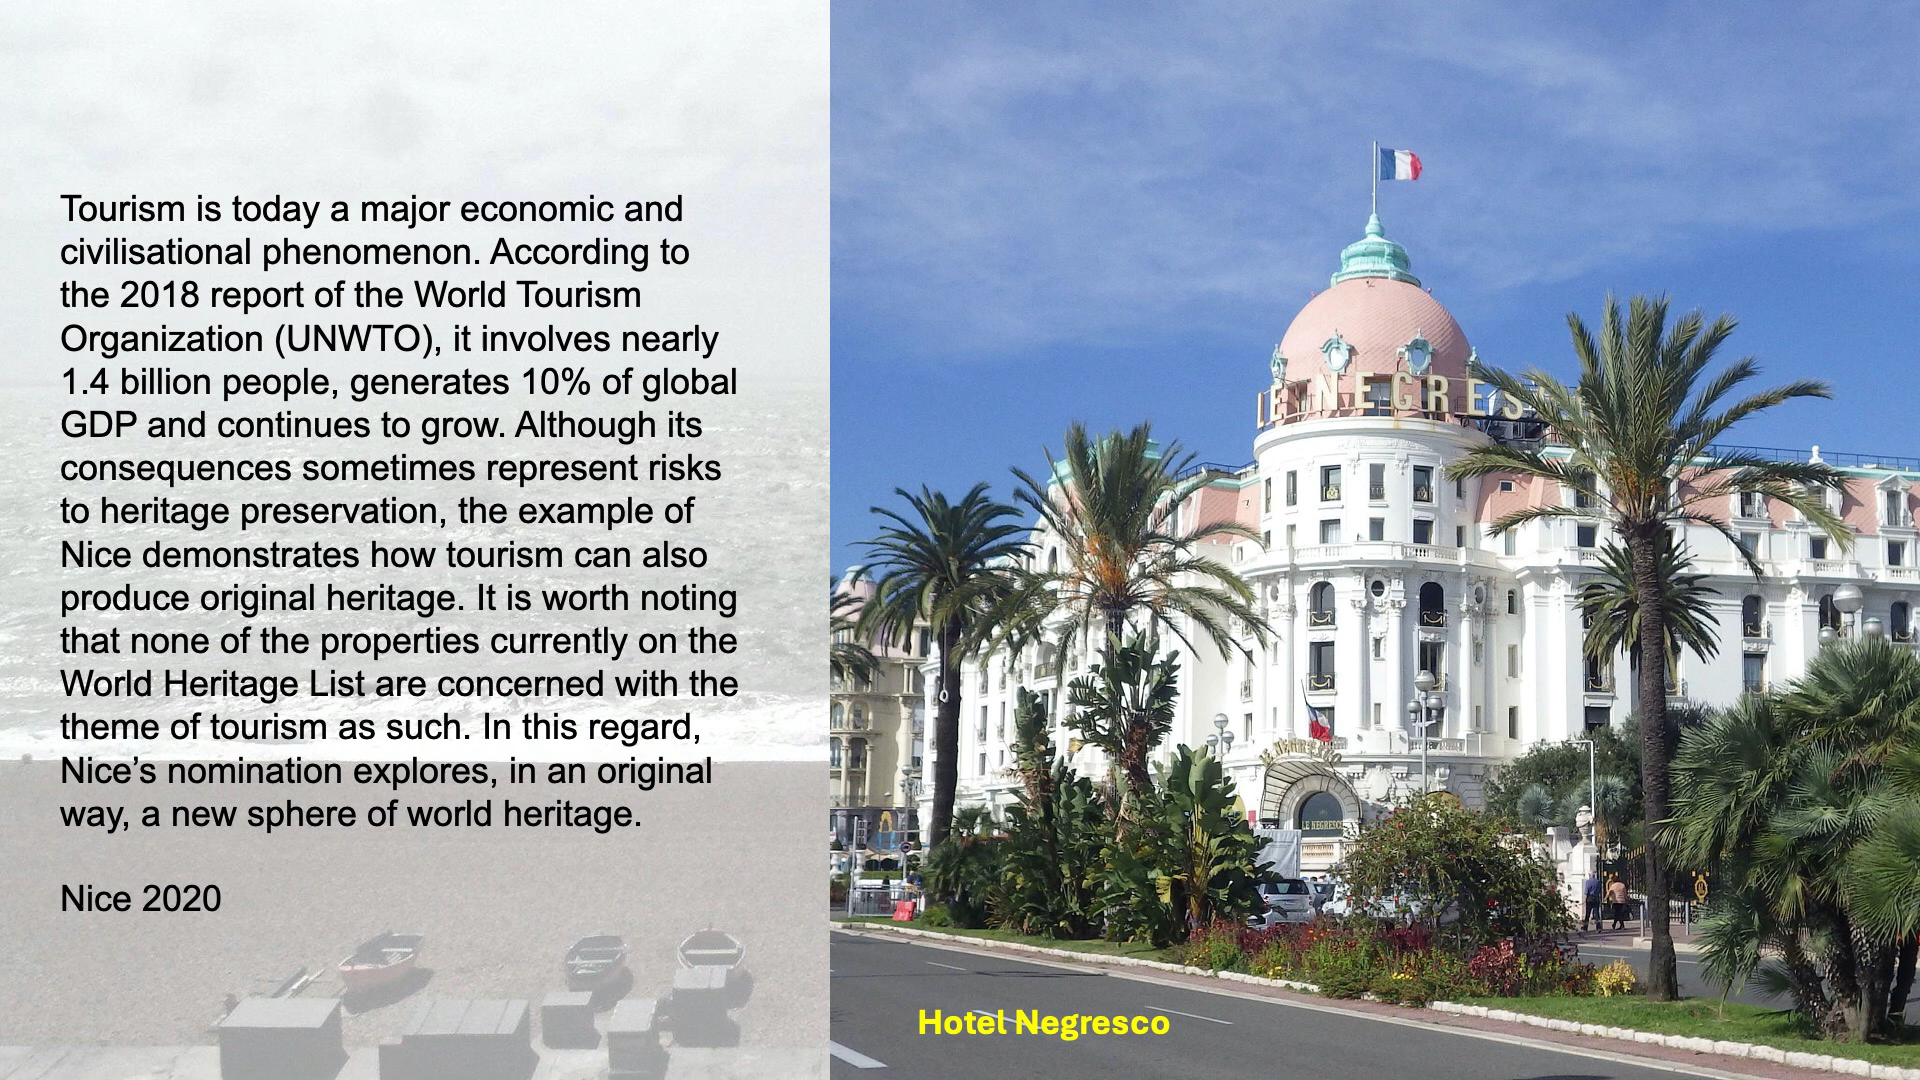 Tourism is today a major economic and
civilisational phenomenon. According to
the 2018 report of the World Tourism
Organization (UNWTO), it involves nearly
1.4 billion people, generates 10% of global
GDP and continues to grow. Although its
consequences sometimes represent risks
to heritage preservation, the example of
Nice demonstrates how tourism can also
produce original heritage. It is worth noting
that none of the properties currently on the
World Heritage List are concerned with the
theme of tourism as such. In this regard,
Nice’s nomination explores, in an original
way, a new sphere of world heritage.
Nice 2020
LE NEGRES
LE NEGRESCO
Hotel Negresco